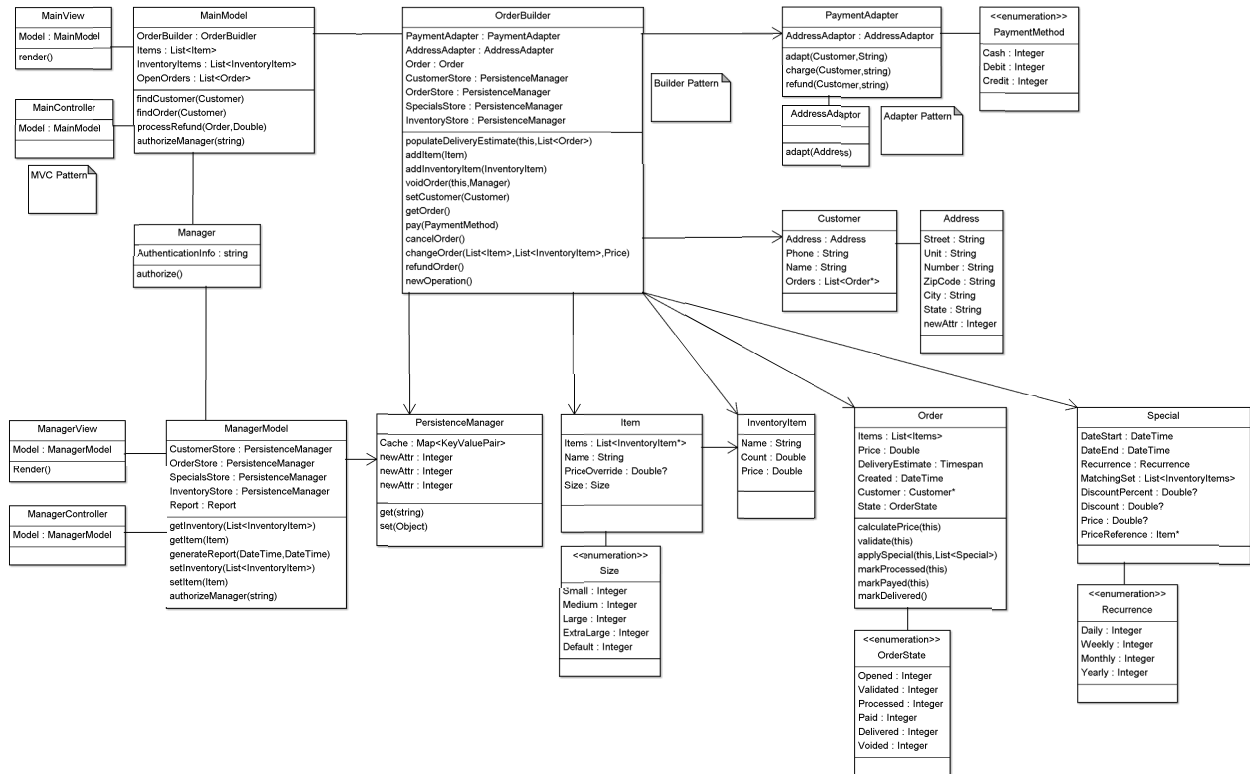 MainView
Model : MainModel
render()
MainController
Model : MainModel
MVC Pattern
MainModel
OrderBuilder : OrderBuidler
Items : List<Item>
InventoryItems : List<InventoryItem>
OpenOrders : List<Order>
findCustomer(Customer)
findOrder(Customer)
processRefund(Order,Double)
authorizeManager(string)
Manager
AuthenticationInfo : string
authorize()
OrderBuilder
PaymentAdapter : PaymentAdapter
AddressAdapter : AddressAdapter
Order : Order
CustomerStore : PersistenceManager
OrderStore : PersistenceManager
SpecialsStore : PersistenceManager
InventoryStore : PersistenceManager
populateDeliveryEstimate(this,List<Order>)
addItem(Item)
addInventoryItem(InventoryItem)
voidOrder(this,Manager)
setCustomer(Customer)
getOrder()
pay(PaymentMethod)
cancelOrder()
changeOrder(List<Item>,List<InventoryItem>,Price)
refundOrder()
newOperation()
Builder Pattern
PaymentAdapter
AddressAdaptor : AddressAdaptor
adapt(Customer,String)
charge(Customer,string)
refund(Customer,string)
AddressAdaptor
adapt(Address)
Adapter Pattern
<<enumeration>>
PaymentMethod
Cash : Integer
Debit : Integer
Credit : Integer
Customer
Address : Address
Phone : String
Name : String
Orders : List<Order*>
Address
Street : String
Unit : String
Number : String
ZipCode : String
City : String
State : String
newAttr : Integer
ManagerView
Model : ManagerModel
Render()
ManagerController
Model : ManagerModel
ManagerModel
CustomerStore : PersistenceManager
OrderStore : PersistenceManager
SpecialsStore : PersistenceManager
InventoryStore : PersistenceManager
Report : Report
getInventory(List<InventoryItem>)
getItem(Item)
generateReport(DateTime,DateTime)
setInventory(List<InventoryItem>)
setItem(Item)
authorizeManager(string)
PersistenceManager
Cache : Map<KeyValuePair>
newAttr : Integer
newAttr : Integer
newAttr : Integer
get(string)
set(Object)
Item
Items : List<InventoryItem*>
Name : String
PriceOverride : Double?
Size : Size
<<enumeration>>
Size
Small : Integer
Medium : Integer
Large : Integer
ExtraLarge : Integer
Default : Integer
InventoryItem
Name : String
Count : Double
Price : Double
Order
Items : List<Items>
Price : Double
DeliveryEstimate : Timespan
Created : DateTime
Customer : Customer*
State : OrderState
calculatePrice(this)
validate(this)
applySpecial(this,List<Special>)
markProcessed(this)
markPayed(this)
markDelivered()
<<enumeration>>
OrderState
Opened : Integer
Validated : Integer
Processed : Integer
Paid : Integer
Delivered : Integer
Voided : Integer
Special
DateStart : DateTime
DateEnd : DateTime
Recurrence : Recurrence
MatchingSet : List<InventoryItems>
DiscountPercent : Double?
Discount : Double?
Price : Double?
PriceReference : Item*
<<enumeration>>
Recurrence
Daily : Integer
Weekly : Integer
Monthly : Integer
Yearly : Integer